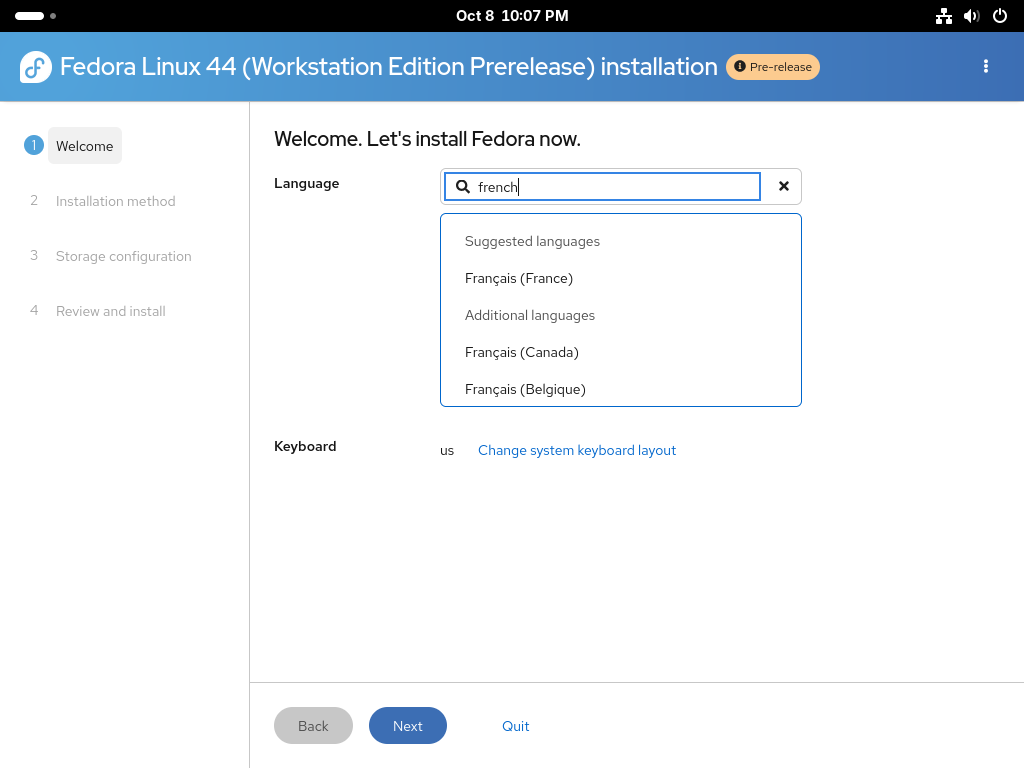 Oct 8 10:07 PM
Fedora Linux 44 (Workstation Edition Prerelease) installation
Pre-release
1 Welcome
2 Installation method
3 Storage configuration
4 Review and install
Welcome. Let's install Fedora now.
Language
french
Suggested languages
Français (France)
Additional languages
Français (Canada)
Français (Belgique)
Keyboard
us Change system keyboard layout
Back Next Quit